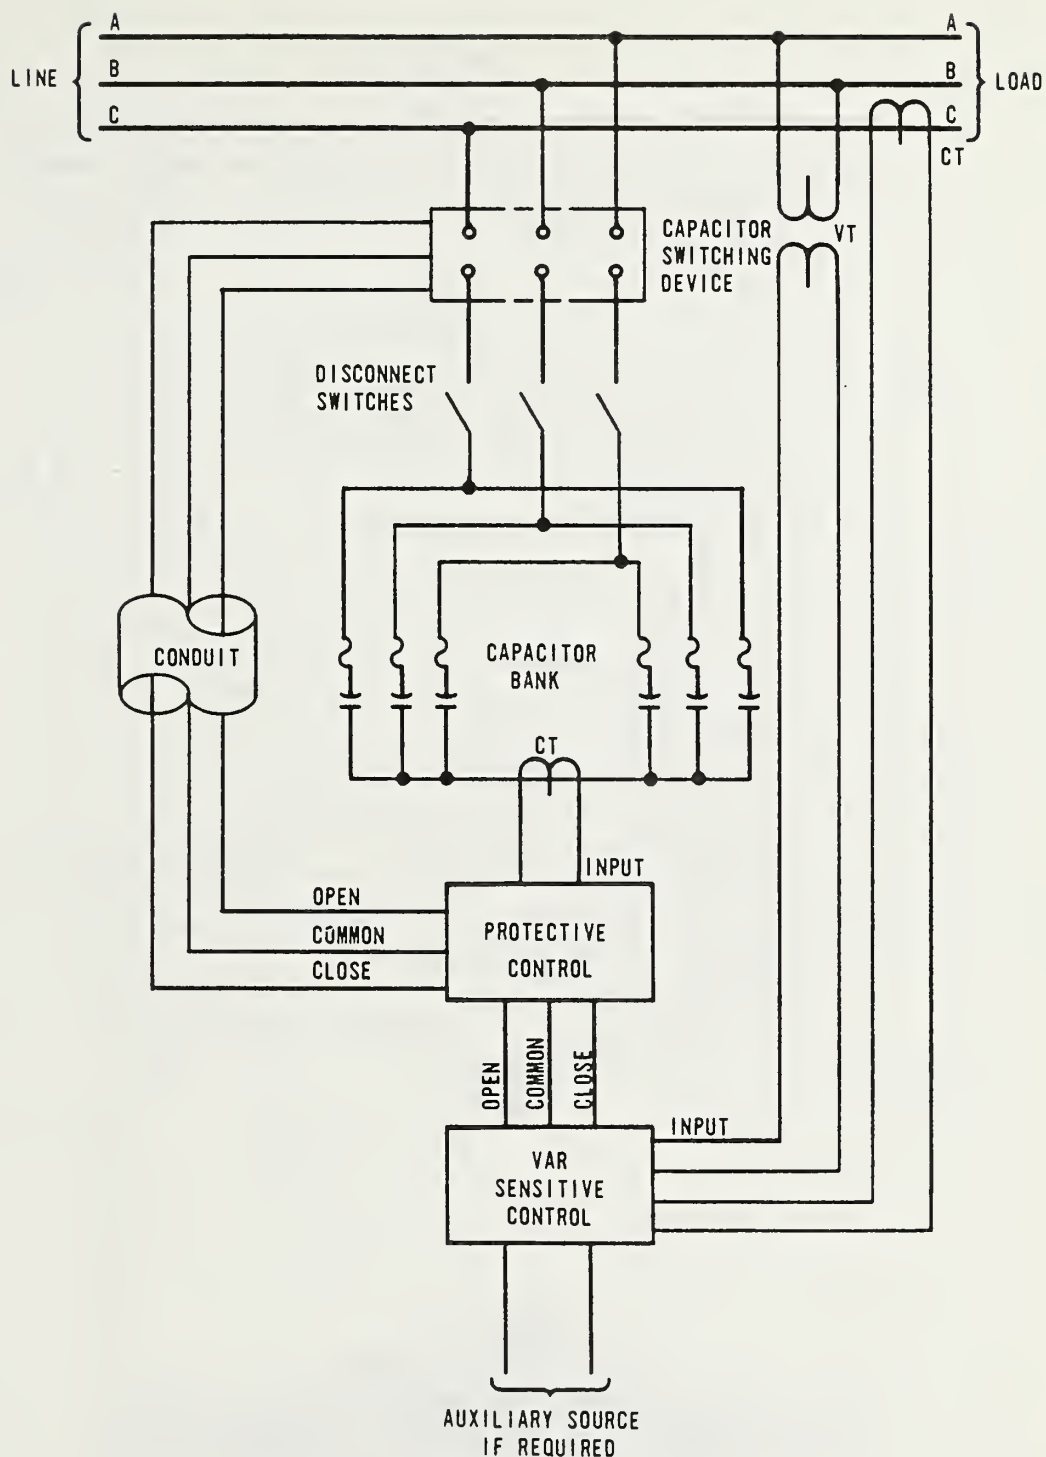 A
A
LINE
B
B
LOAD
C
C
CT
CAPACITOR
SWITCHING
DEVICE
VT
DISCONNECT
SWITCHES
CONDUIT
CAPACITOR
BANK
CT
INPUT
OPEN
COMMON
CLOSE
PROTECTIVE
CONTROL
OPEN
COMMON
CLOSE
INPUT
VAR
SENSITIVE
CONTROL
AUXILIARY SOURCE
IF REQUIRED